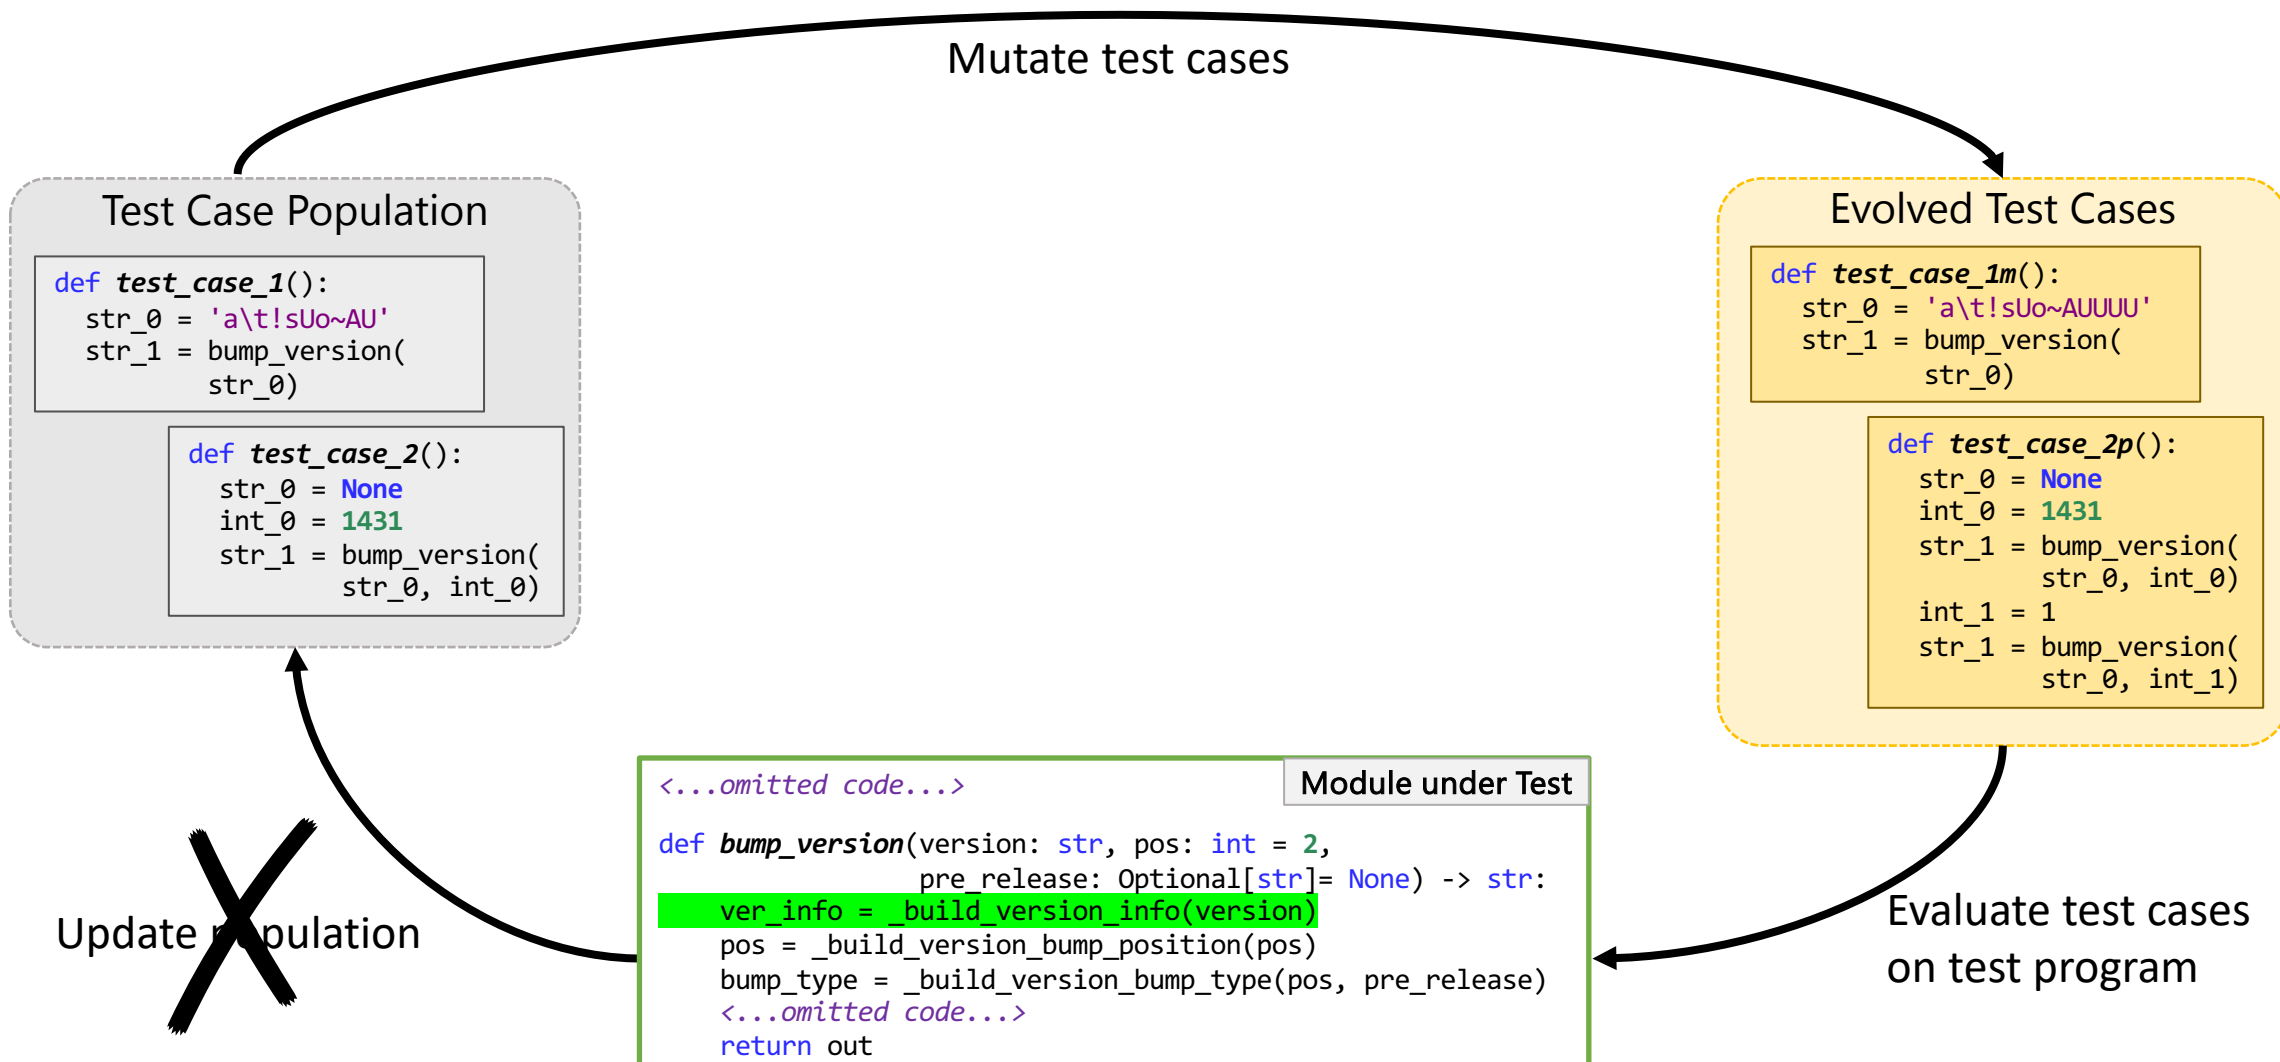 Mutate test cases
Test Case Population
def test_case_1():
str_0 = 'a\t!sUo~AU'
str_1 = bump_version(
str_0)
def test_case_2():
str_0 = None
int_0 = 1431
str_1 = bump_version(
str_0, int_0)
Evolved Test Cases
def test_case_1m():
str_0 = 'a\t!sUo~AUUUU'
str_1 = bump_version(
str_0)
def test_case_2p():
str_0 = None
int_0 = 1431
str_1 = bump_version(
str_0, int_0)
int_1 = 1
str_1 = bump_version(
str_0, int_1)
Update population
<...omitted code...>
Module under Test
def bump_version(version: str, pos: int = 2,
pre_release: Optional[str]= None) -> str:
ver_info = _build_version_info(version)
pos = _build_version_bump_position(pos)
bump_type = _build_version_bump_type(pos, pre_release)
<...omitted code...>
return out
Evaluate test cases
on test program